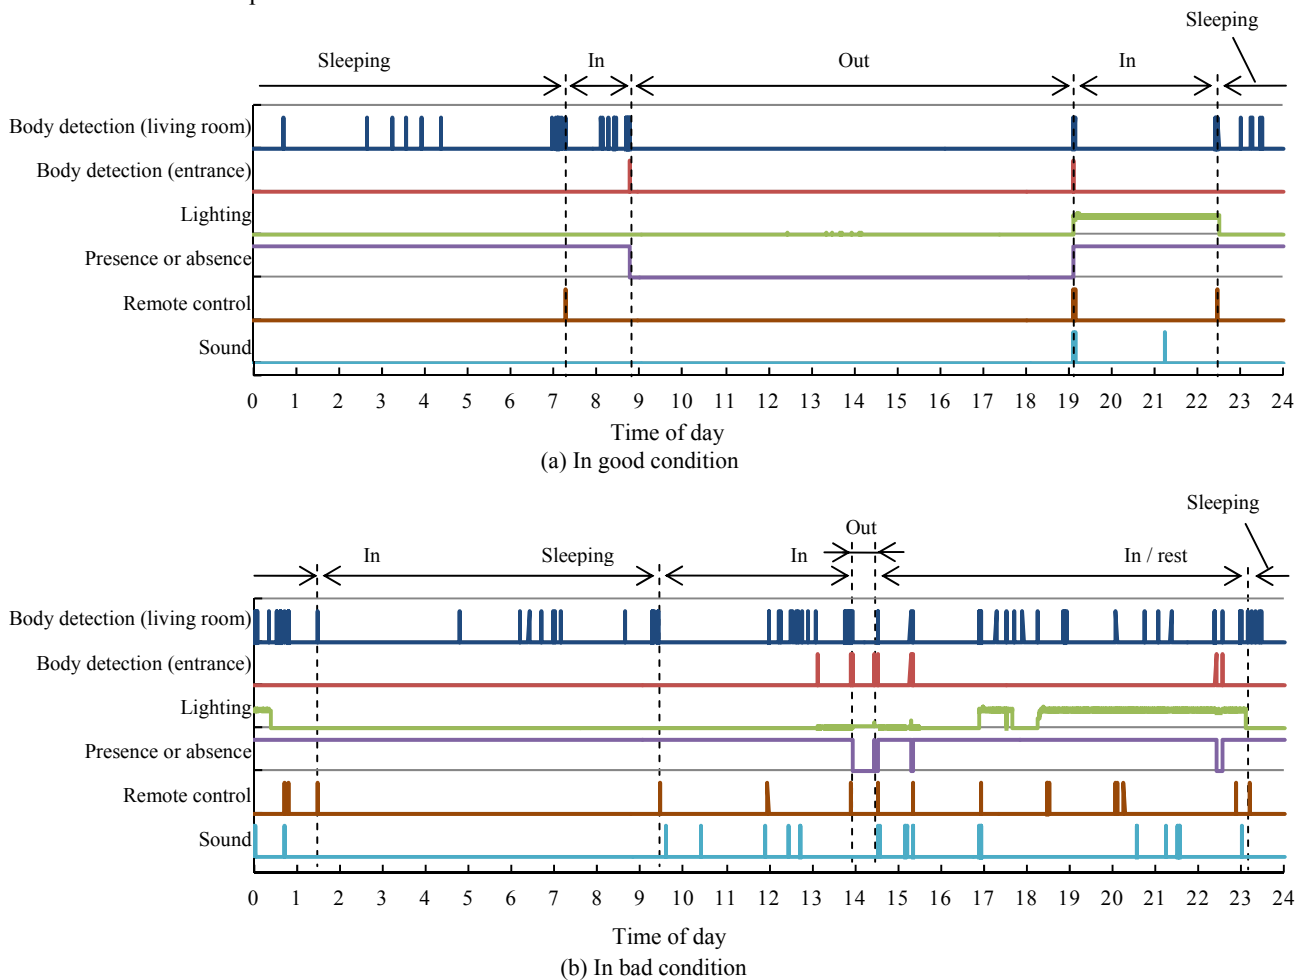 Sleeping
Sleeping In Out In
Body detection (living room)
Body detection (entrance)
Lighting
Presence or absence
Remote control
Sound
0 1 2 3 4 5 6 7 8 9 10 11 12 13 14 15 16 17 18 19 20 21 22 23 24
Time of day
(a) In good condition
Sleeping
Out
In Sleeping In In / rest
Body detection (living room)
Body detection (entrance)
Lighting
Presence or absence
Remote control
Sound
0 1 2 3 4 5 6 7 8 9 10 11 12 13 14 15 16 17 18 19 20 21 22 23 24
Time of day
(b) In bad condition